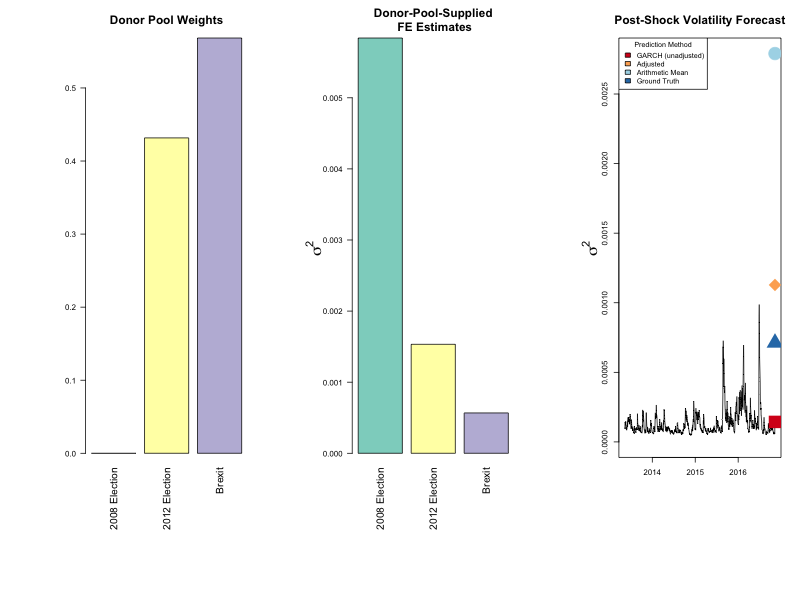 Donor Pool Weights
0.5
0.4
0.3
0.2
0.1
0.0
2008 Election
2012 Election
Brexit
Donor-Pool-Supplied
FE Estimates
σ²
0.005
0.004
0.003
0.002
0.001
0.000
2008 Election
2012 Election
Brexit
Post-Shock Volatility Forecast
Prediction Method
GARCH (unadjusted)
Adjusted
Arithmetic Mean
Ground Truth
σ²
0.0025
0.0020
0.0015
0.0010
0.0005
0.0000
2014 2015 2016